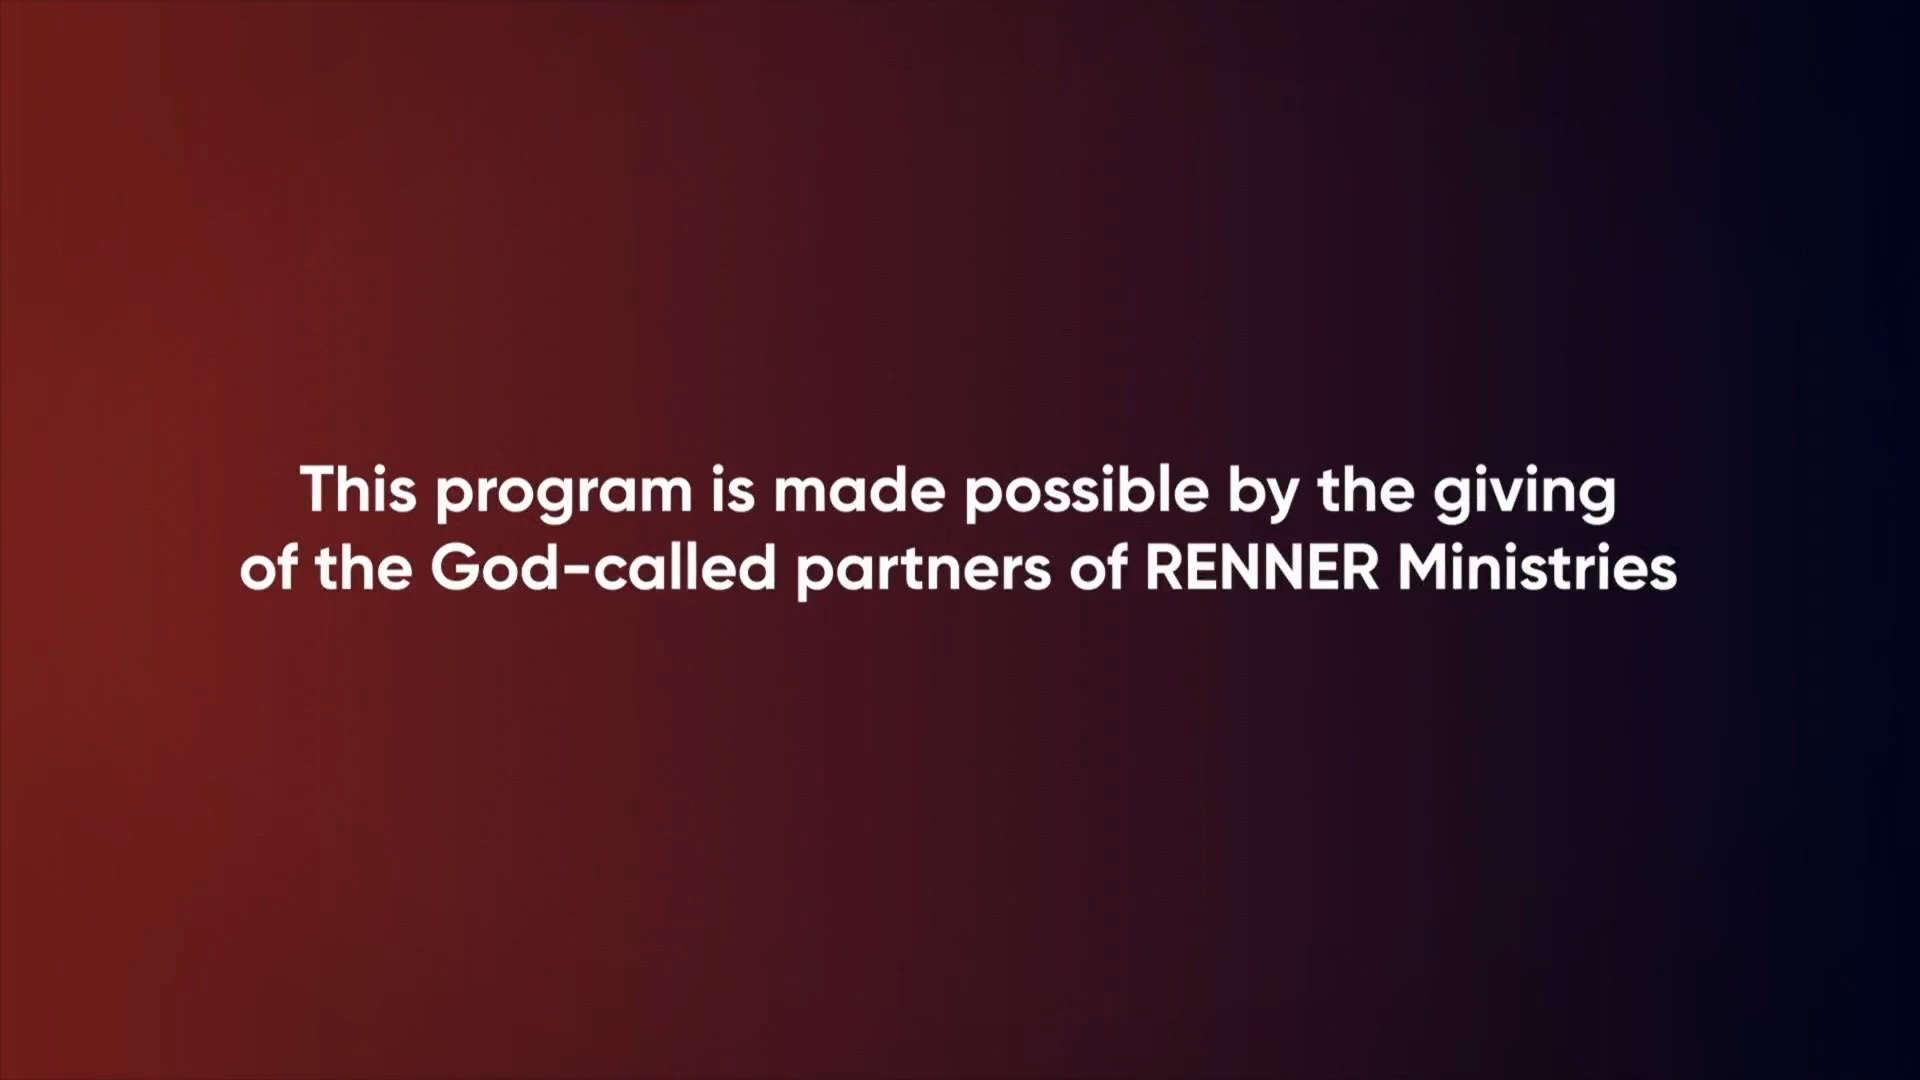 This program is made possible by the giving
of the God-called partners of RENNER Ministries